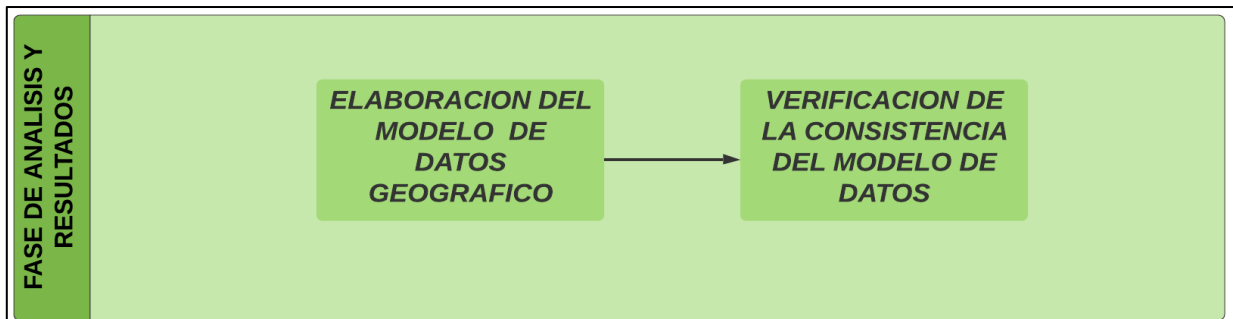 FASE DE ANALISIS Y
RESULTADOS
ELABORACION DEL
MODELO DE
DATOS
GEOGRAFICO
VERIFICACION DE
LA CONSISTENCIA
DEL MODELO DE
DATOS